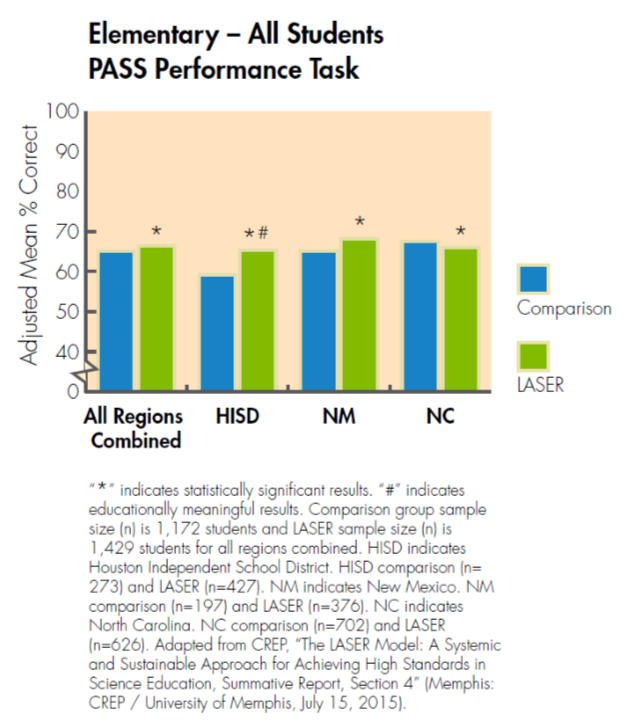 Elementary – All Students
PASS Performance Task
Adjusted Mean % Correct
100
90
80
70
60
50
40
0
*
* #
*
*
Comparison
LASER
All Regions
Combined
HISD
NM
NC
“*” indicates statistically significant results. “#” indicates
educationally meaningful results. Comparison group sample
size (n) is 1,172 students and LASER sample size (n) is
1,429 students for all regions combined. HISD indicates
Houston Independent School District. HISD comparison (n=
273) and LASER (n=427). NM indicates New Mexico. NM
comparison (n=197) and LASER (n=376). NC indicates
North Carolina. NC comparison (n=702) and LASER
(n=626). Adapted from CREP, “The LASER Model: A Systemic
and Sustainable Approach for Achieving High Standards in
Science Education, Summative Report, Section 4” (Memphis:
CREP / University of Memphis, July 15, 2015).